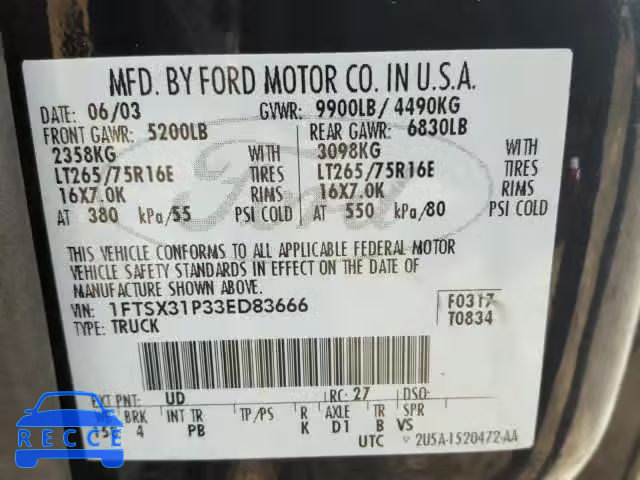 MFD. BY FORD MOTOR CO. IN U.S.A.
DATE: 06/03 GVWR: 9900LB/ 4490KG
FRONT GAWR: 5200LB REAR GAWR: 6830LB
2358KG WITH 3098KG WITH
LT265/75R16E TIRES LT265/75R16E TIRES
16X7.0K RIMS 16X7.0K RIMS
AT 380 kPa/55 PSI COLD AT 550 kPa/80 PSI COLD
Ford
THIS VEHICLE CONFORMS TO ALL APPLICABLE FEDERAL MOTOR
VEHICLE SAFETY STANDARDS IN EFFECT ON THE DATE OF
MANUFACTURE SHOWN ABOVE.
VIN: 1FTSX31P33ED83666 F0317
TYPE: TRUCK T0834
EXT PNT: UD RC: 27 DSO:
BRK INT TR TP/PS R AXLE TR SPR
4 PB K D1 B VS
UTC 2U5A-1520472-AA